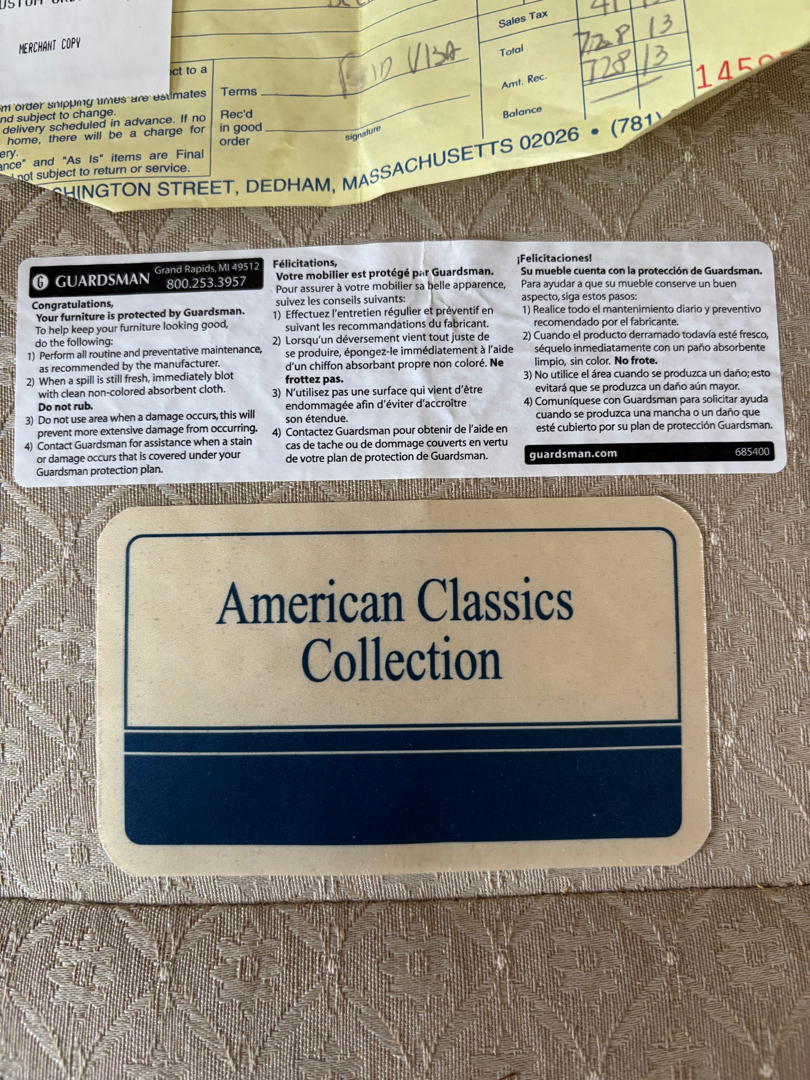 MERCHANT COPY
Sales Tax 41
Total 728 13
Amt. Rec. 728 13
Balance
ct to a
m order shipping times are estimates
nd subject to change.
delivery scheduled in advance. If no
home, there will be a charge for
ery.
ance" and "As Is" items are Final
not subject to return or service.
Terms PAID VISA
Rec'd
in good
order
signature
HINGTON STREET, DEDHAM, MASSACHUSETTS 02026 • (781)
GUARDSMAN
Grand Rapids, MI 49512
800.253.3957
Congratulations,
Your furniture is protected by Guardsman.
To help keep your furniture looking good,
do the following:
1) Perform all routine and preventative maintenance,
as recommended by the manufacturer.
2) When a spill is still fresh, immediately blot
with clean non-colored absorbent cloth.
Do not rub.
3) Do not use area when a damage occurs, this will
prevent more extensive damage from occurring.
4) Contact Guardsman for assistance when a stain
or damage occurs that is covered under your
Guardsman protection plan.
Félicitations,
Votre mobilier est protégé par Guardsman.
Pour assurer à votre mobilier sa belle apparence,
suivez les conseils suivants:
1) Effectuez l'entretien régulier et préventif en
suivant les recommandations du fabricant.
2) Lorsqu'un déversement vient tout juste de
se produire, épongez-le immédiatement à l'aide
d'un chiffon absorbant propre non coloré. Ne
frottez pas.
3) N'utilisez pas une surface qui vient d'être
endommagée afin d'éviter d'accroître
son étendue.
4) Contactez Guardsman pour obtenir de l'aide en
cas de tache ou de dommage couverts en vertu
de votre plan de protection de Guardsman.
¡Felicitaciones!
Su mueble cuenta con la protección de Guardsman.
Para ayudar a que su mueble conserve un buen
aspecto, siga estos pasos:
1) Realice todo el mantenimiento diario y preventivo
recomendado por el fabricante.
2) Cuando el producto derramado todavía esté fresco,
séquelo inmediatamente con un paño absorbente
limpio, sin color. No frote.
3) No utilice el área cuando se produzca un daño; esto
evitará que se produzca un daño aún mayor.
4) Comuníquese con Guardsman para solicitar ayuda
cuando se produzca una mancha o un daño que
esté cubierto por su plan de protección Guardsman.
guardsman.com 685400
American Classics
Collection